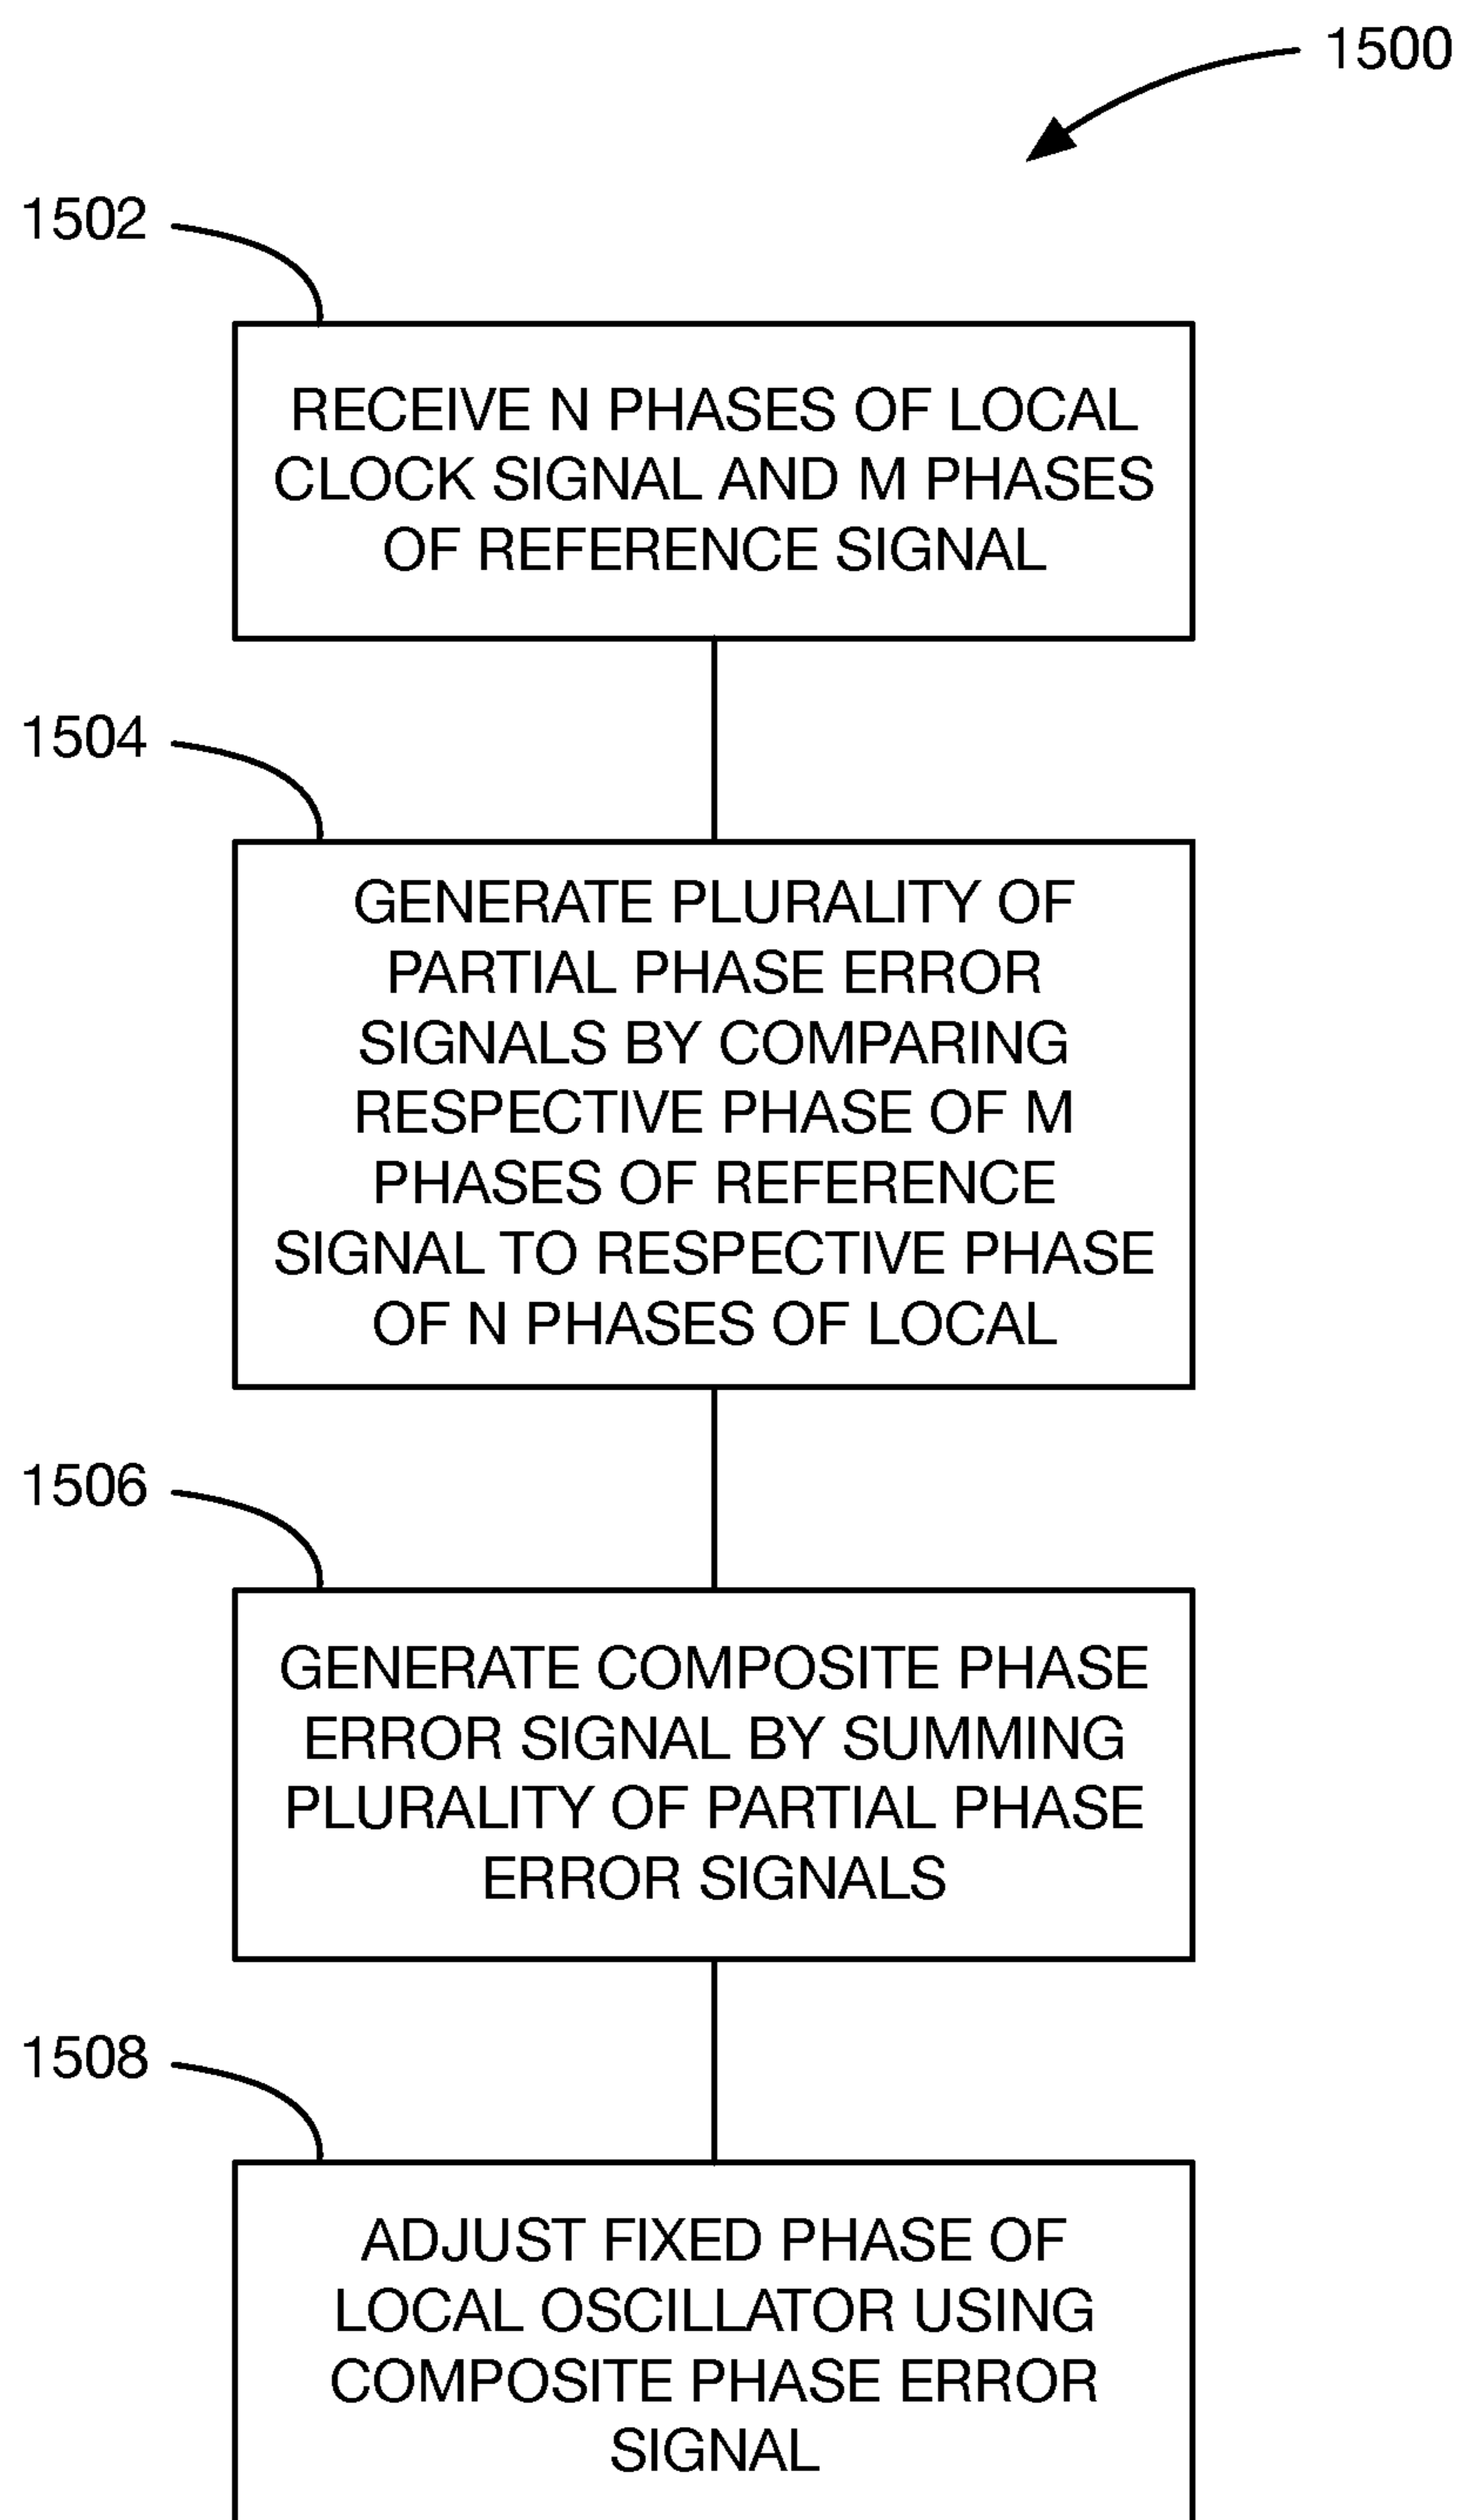 1500
1502
RECEIVE N PHASES OF LOCAL
CLOCK SIGNAL AND M PHASES
OF REFERENCE SIGNAL
1504
GENERATE PLURALITY OF
PARTIAL PHASE ERROR
SIGNALS BY COMPARING
RESPECTIVE PHASE OF M
PHASES OF REFERENCE
SIGNAL TO RESPECTIVE PHASE
OF N PHASES OF LOCAL
1506
GENERATE COMPOSITE PHASE
ERROR SIGNAL BY SUMMING
PLURALITY OF PARTIAL PHASE
ERROR SIGNALS
1508
ADJUST FIXED PHASE OF
LOCAL OSCILLATOR USING
COMPOSITE PHASE ERROR
SIGNAL